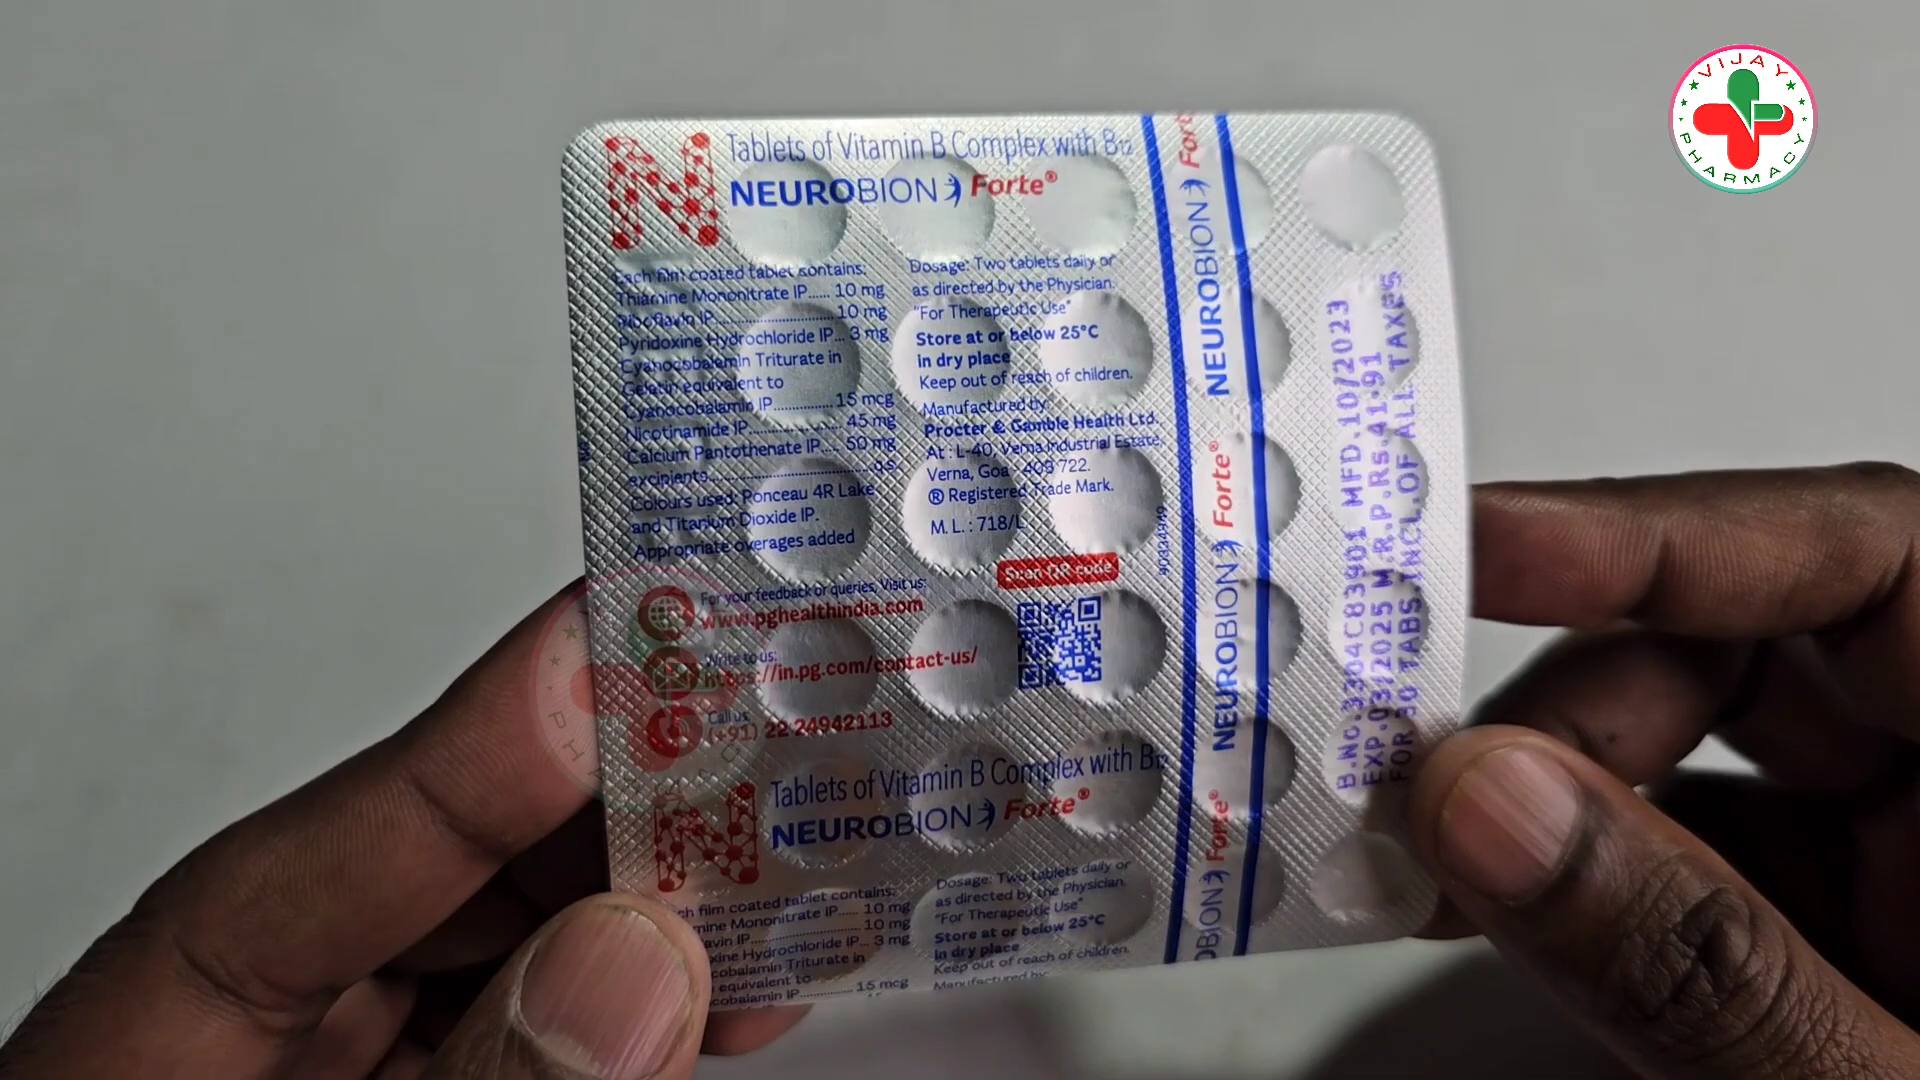 VIJAY
PHARMACY
Tablets of Vitamin B Complex with B12
NEUROBION Forte®
Each film coated tablet contains:
Thiamine Mononitrate IP...... 10 mg
Riboflavin IP.............................. 10 mg
Pyridoxine Hydrochloride IP... 3 mg
Cyanocobalamin Triturate in
Gelatin equivalent to
Cyanocobalamin IP............... 15 mcg
Nicotinamide IP......................... 45 mg
Calcium Pantothenate IP..... 50 mg
excipients.......................................qs
Colours used: Ponceau 4R Lake
and Titanium Dioxide IP.
Appropriate overages added
Dosage: Two tablets daily or
as directed by the Physician.
"For Therapeutic Use"
Store at or below 25°C
in dry place
Keep out of reach of children.
Manufactured by:
Procter & Gamble Health Ltd.
At : L-40, Verna Industrial Estate,
Verna, Goa - 403 722.
® Registered Trade Mark.
M. L. : 718/L
Scan QR code
For your feedback or queries, Visit us:
www.pghealthindia.com
Write to us:
https://in.pg.com/contact-us/
Call us:
(+91) 22 24942113
Tablets of Vitamin B Complex with B12
NEUROBION Forte®
ch film coated tablet contains:
mine Mononitrate IP...... 10 mg
avin IP.............................. 10 mg
xine Hydrochloride IP... 3 mg
cobalamin Triturate in
equivalent to
cobalamin IP............... 15 mcg
Dosage: Two tablets daily or
as directed by the Physician.
"For Therapeutic Use"
Store at or below 25°C
in dry place
Keep out of reach of children.
Manufactured by:
NEUROBION Forte
NEUROBION Forte®
OBION Forte®
B.No.3304C83901 MFD.10/2023
EXP.03/2025 M.R.P.RS.41.91
FOR 30 TABS.INCL.OF ALL TAXES